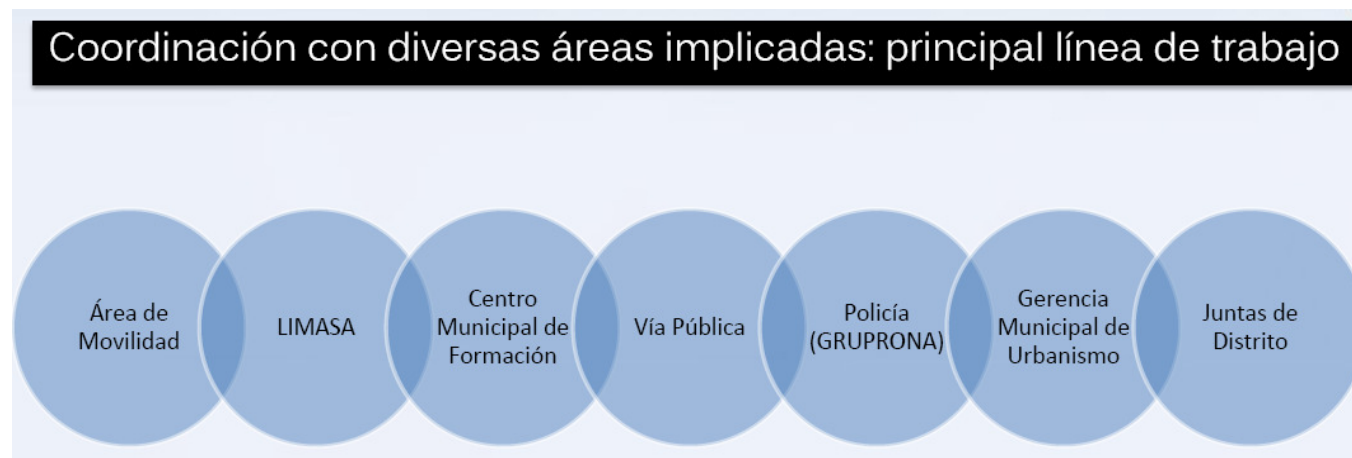 Coordinación con diversas áreas implicadas: principal línea de trabajo
Área de
Movilidad
LIMASA
Centro
Municipal de
Formación
Vía Pública
Policía
(GRUPRONA)
Gerencia
Municipal de
Urbanismo
Juntas de
Distrito